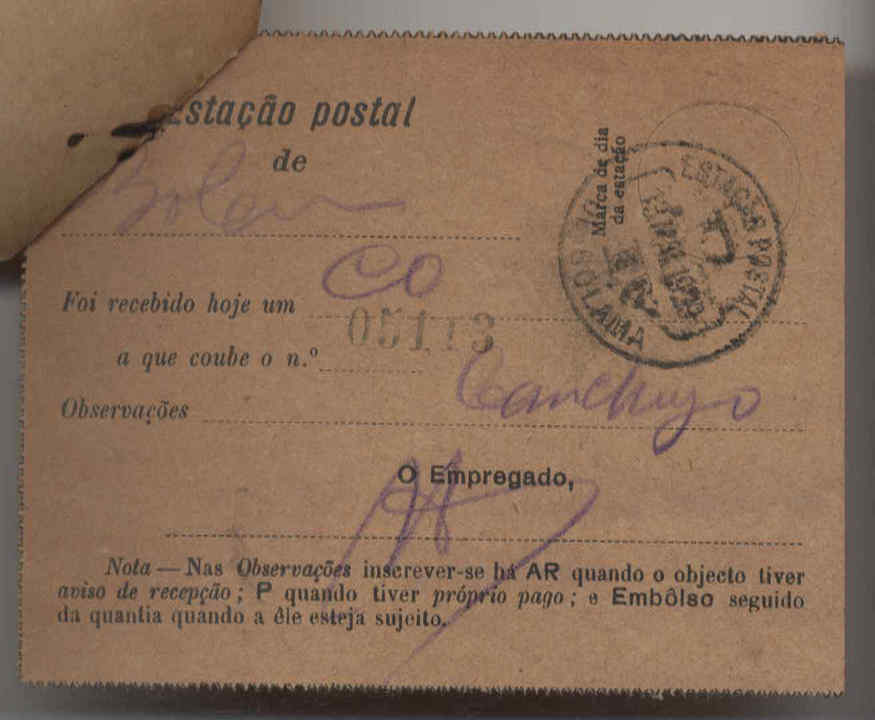 Estação postal
de
Marca de dia
da estação
ESTAÇÃO POSTAL
BOLAMA
Foi recebido hoje um CO
a que coube o n.º 05113
Observações Canchungo
O Empregado,
Nota — Nas Observações inscrever-se há AR quando o objecto tiver
aviso de recepção; P quando tiver próprio pago; e Embôlso seguido
da quantia quando a êle esteja sujeito.